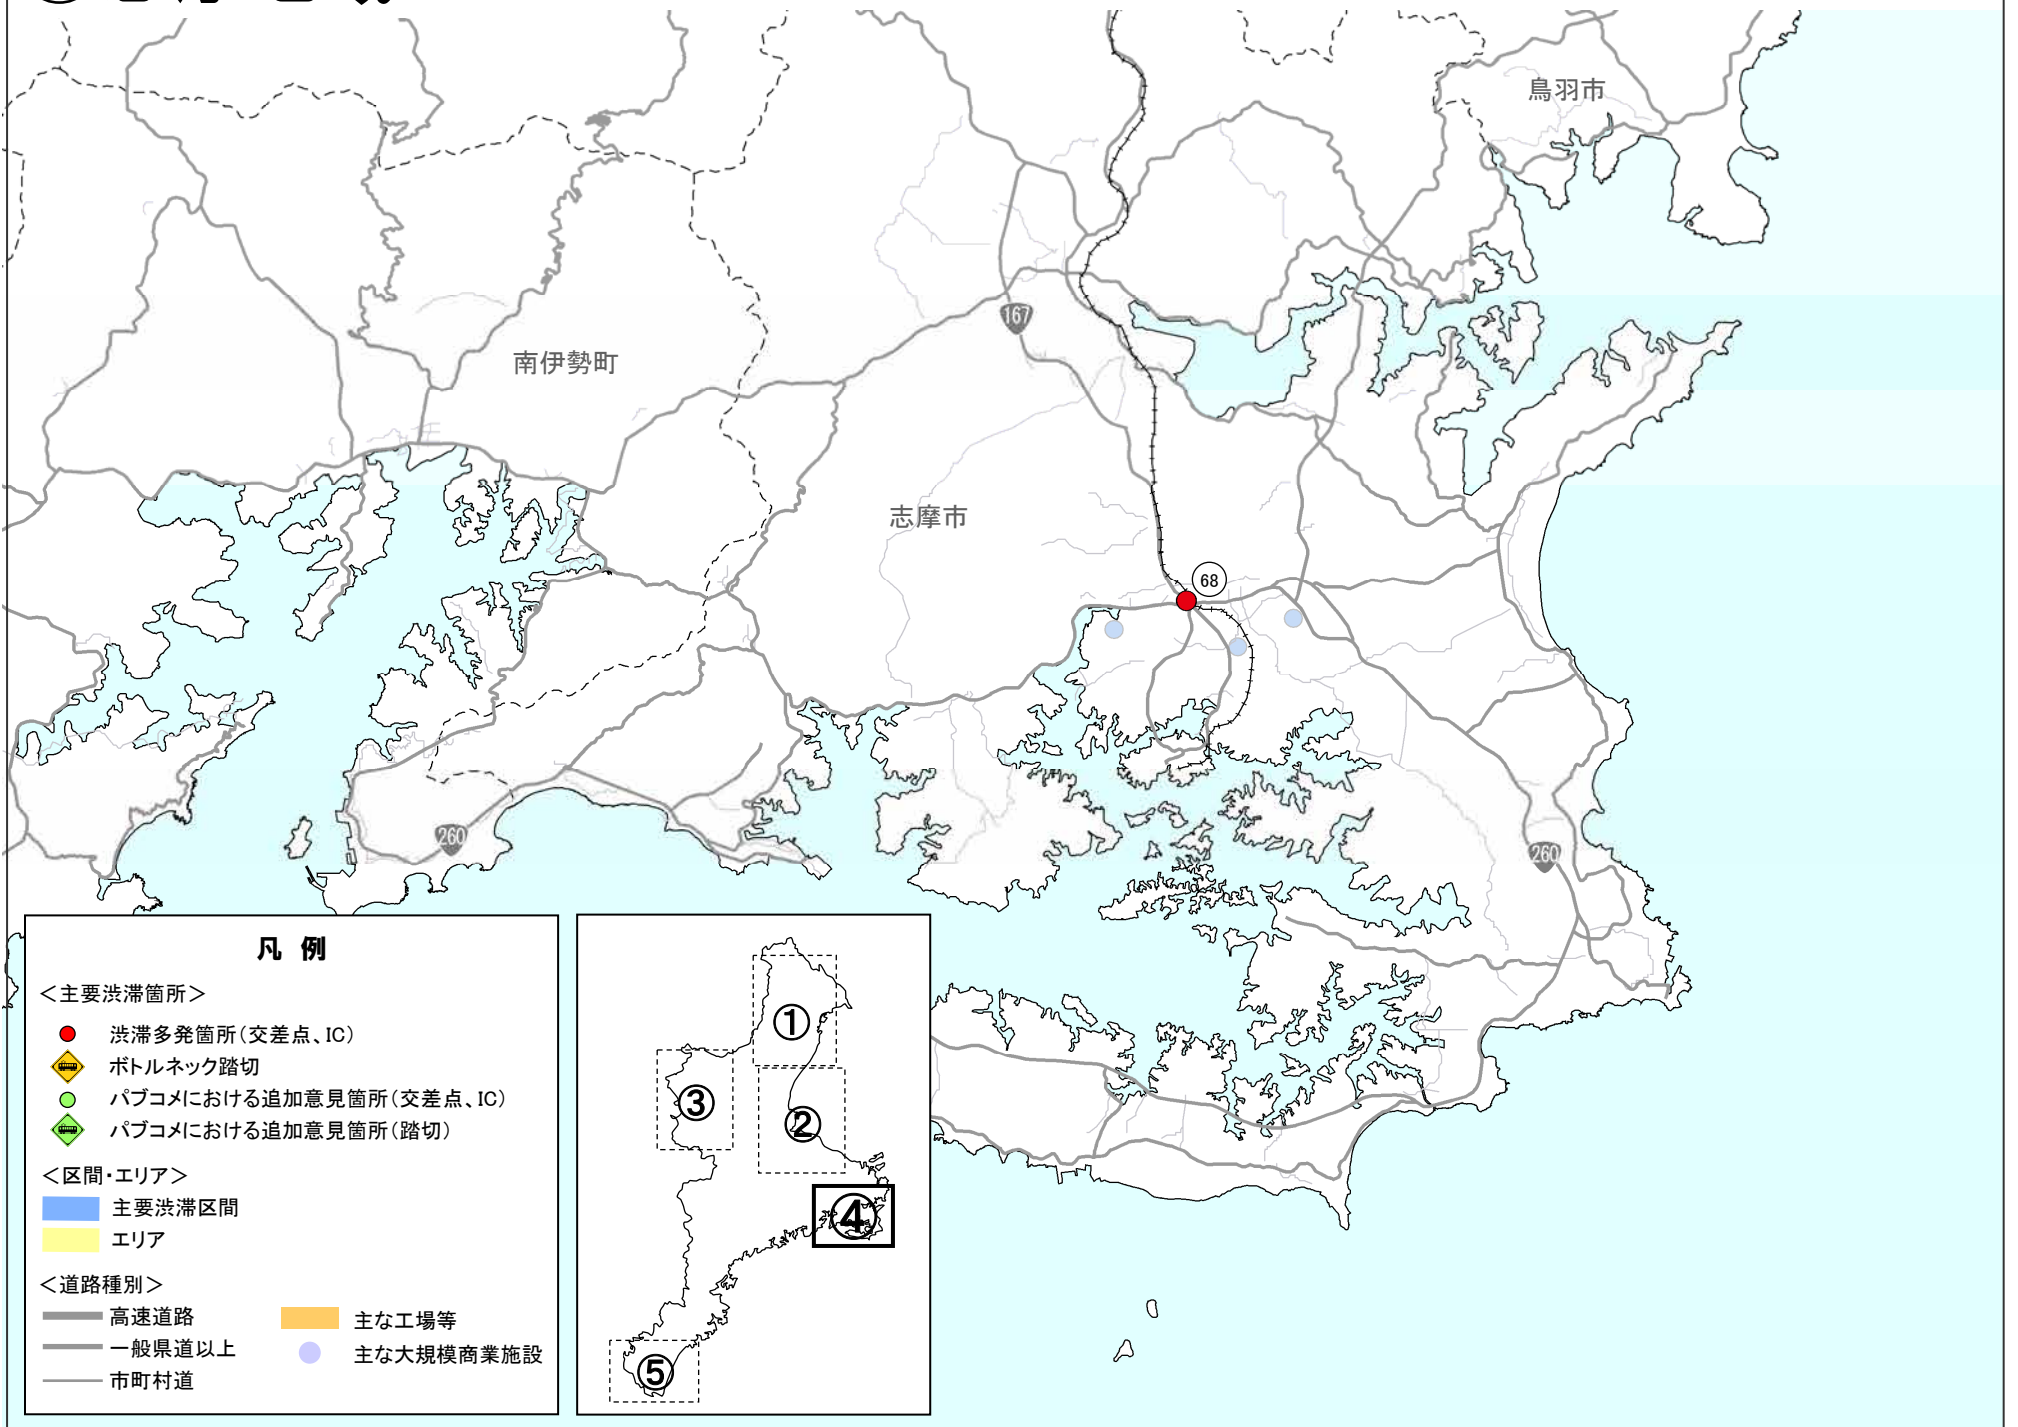 鳥羽市
167
南伊勢町
志摩市
68
260
260
凡 例
<主要渋滞箇所>
渋滞多発箇所(交差点、IC)
ボトルネック踏切
パブコメにおける追加意見箇所(交差点、IC)
パブコメにおける追加意見箇所(踏切)
<区間・エリア>
主要渋滞区間
エリア
<道路種別>
高速道路
一般県道以上
市町村道
主な工場等
主な大規模商業施設
①
③
②
④
⑤